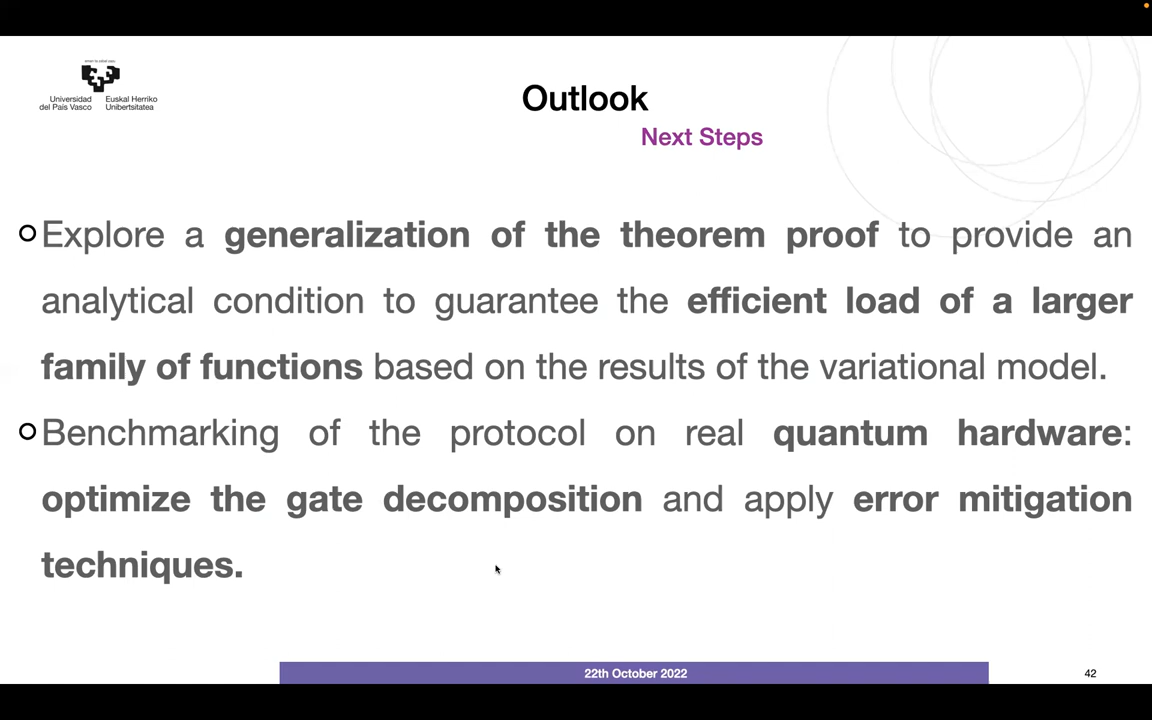 Universidad Euskal Herriko
del País Vasco Unibertsitatea
Outlook
Next Steps
Explore a generalization of the theorem proof to provide an
analytical condition to guarantee the efficient load of a larger
family of functions based on the results of the variational model.
Benchmarking of the protocol on real quantum hardware:
optimize the gate decomposition and apply error mitigation
techniques.
22th October 2022
42